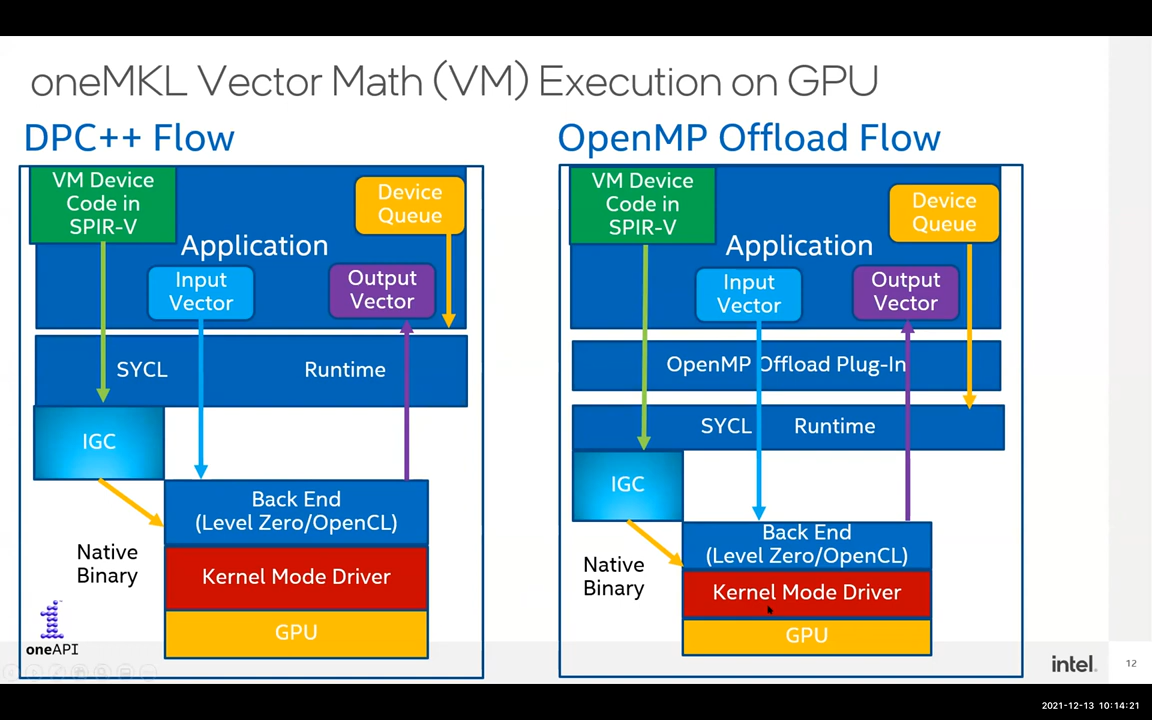 oneMKL Vector Math (VM) Execution on GPU
DPC++ Flow
VM Device
Code in
SPIR-V
Device
Queue
Application
Input
Vector
Output
Vector
SYCL
Runtime
IGC
Back End
(Level Zero/OpenCL)
Native
Binary
Kernel Mode Driver
GPU
OpenMP Offload Flow
VM Device
Code in
SPIR-V
Device
Queue
Application
Input
Vector
Output
Vector
OpenMP Offload Plug-In
SYCL
Runtime
IGC
Back End
(Level Zero/OpenCL)
Native
Binary
Kernel Mode Driver
GPU
oneAPI
intel.
12
2021-12-13 10:14:21